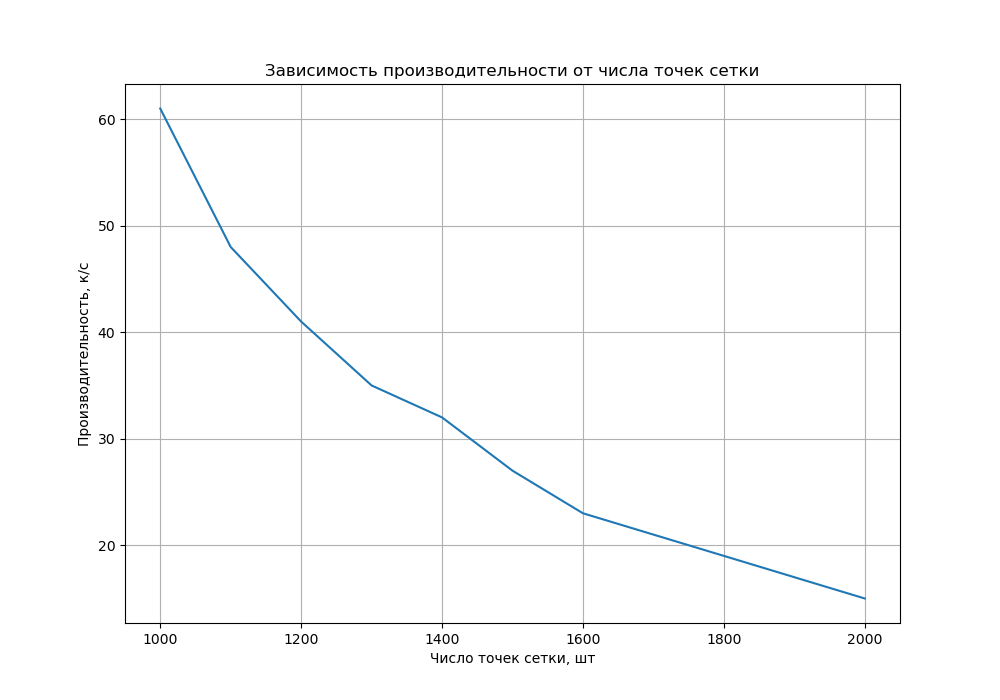 Зависимость производительности от числа точек сетки
60
50
40
30
20
Производительность, к/с
1000 1200 1400 1600 1800 2000
Число точек сетки, шт